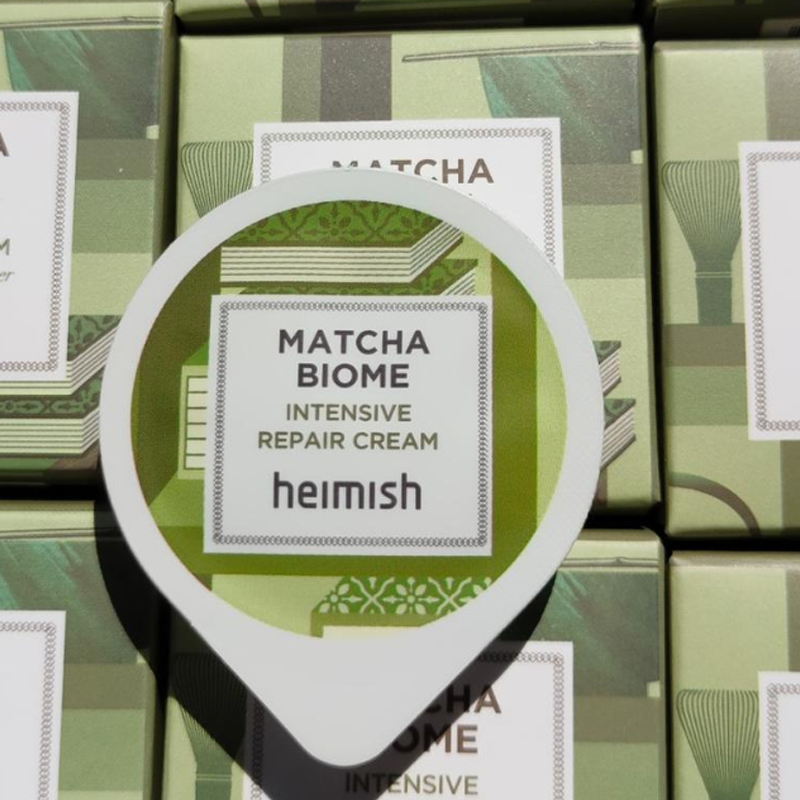 MATCHA
MATCHA
BIOME
INTENSIVE
REPAIR CREAM
heimish
BIOME
INTENSIVE